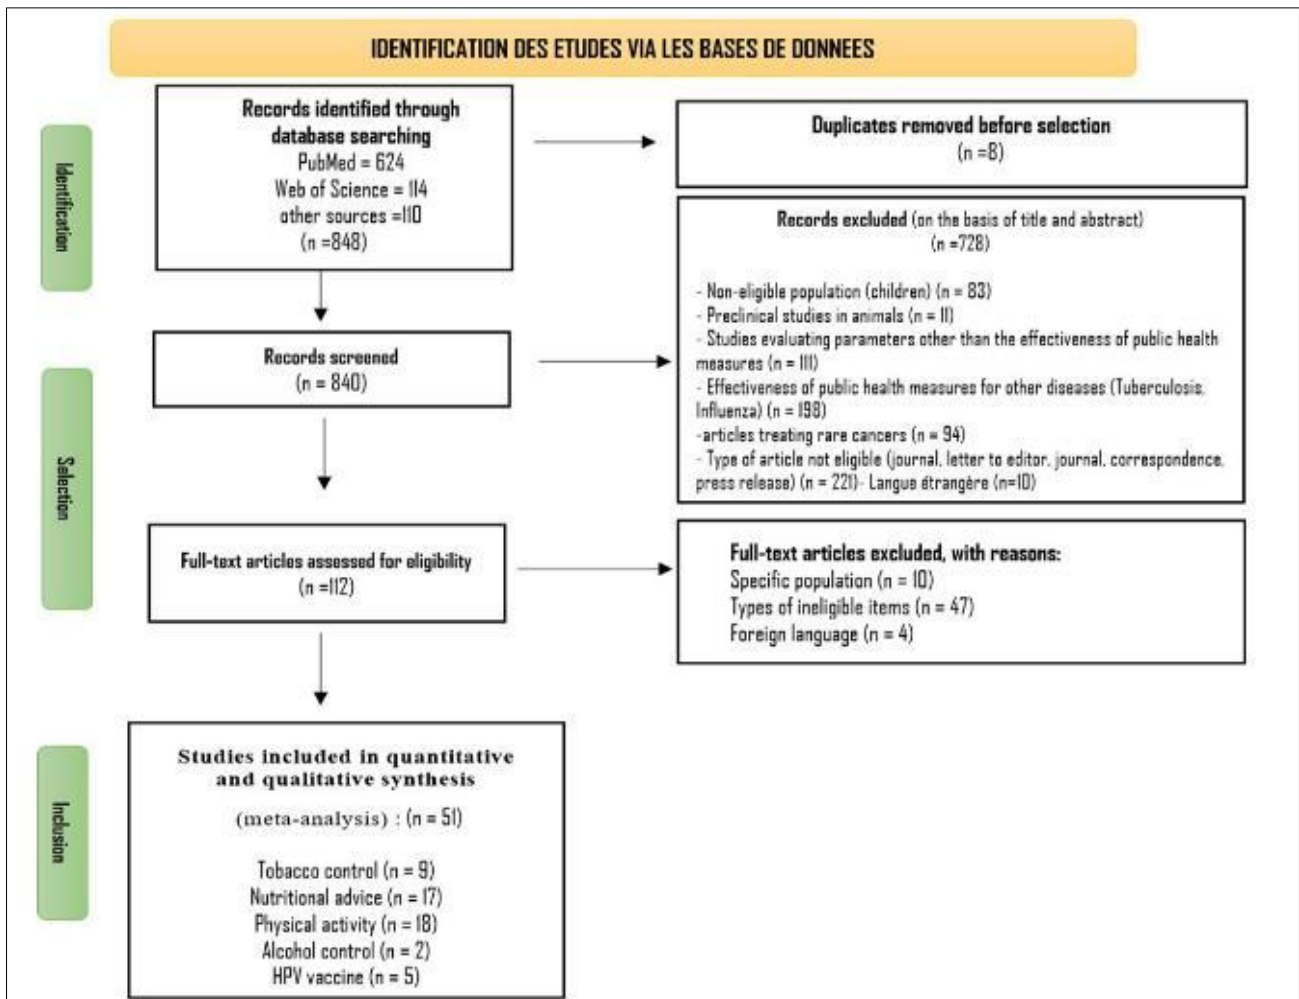 IDENTIFICATION DES ETUDES VIA LES BASES DE DONNEES
Identification
Records identified through
database searching
PubMed = 624
Web of Science = 114
other sources =110
(n =848)
Duplicates removed before selection
(n =8)
Records excluded (on the basis of title and abstract)
(n =728)
- Non-eligible population (children) (n = 83)
- Preclinical studies in animals (n = 11)
- Studies evaluating parameters other than the effectiveness of public health
measures (n = 111)
- Effectiveness of public health measures for other diseases (Tuberculosis,
Influenza) (n = 198)
-articles treating rare cancers (n = 94)
- Type of article not eligible (journal, letter to editor, journal, correspondence,
press release) (n = 221)- Langue étrangère (n=10)
Selection
Records screened
(n = 840)
Full-text articles assessed for eligibility
(n =112)
Full-text articles excluded, with reasons:
Specific population (n = 10)
Types of ineligible items (n = 47)
Foreign language (n = 4)
Inclusion
Studies included in quantitative
and qualitative synthesis
(meta-analysis) : (n = 51)
Tobacco control (n = 9)
Nutritional advice (n = 17)
Physical activity (n = 18)
Alcohol control (n = 2)
HPV vaccine (n = 5)